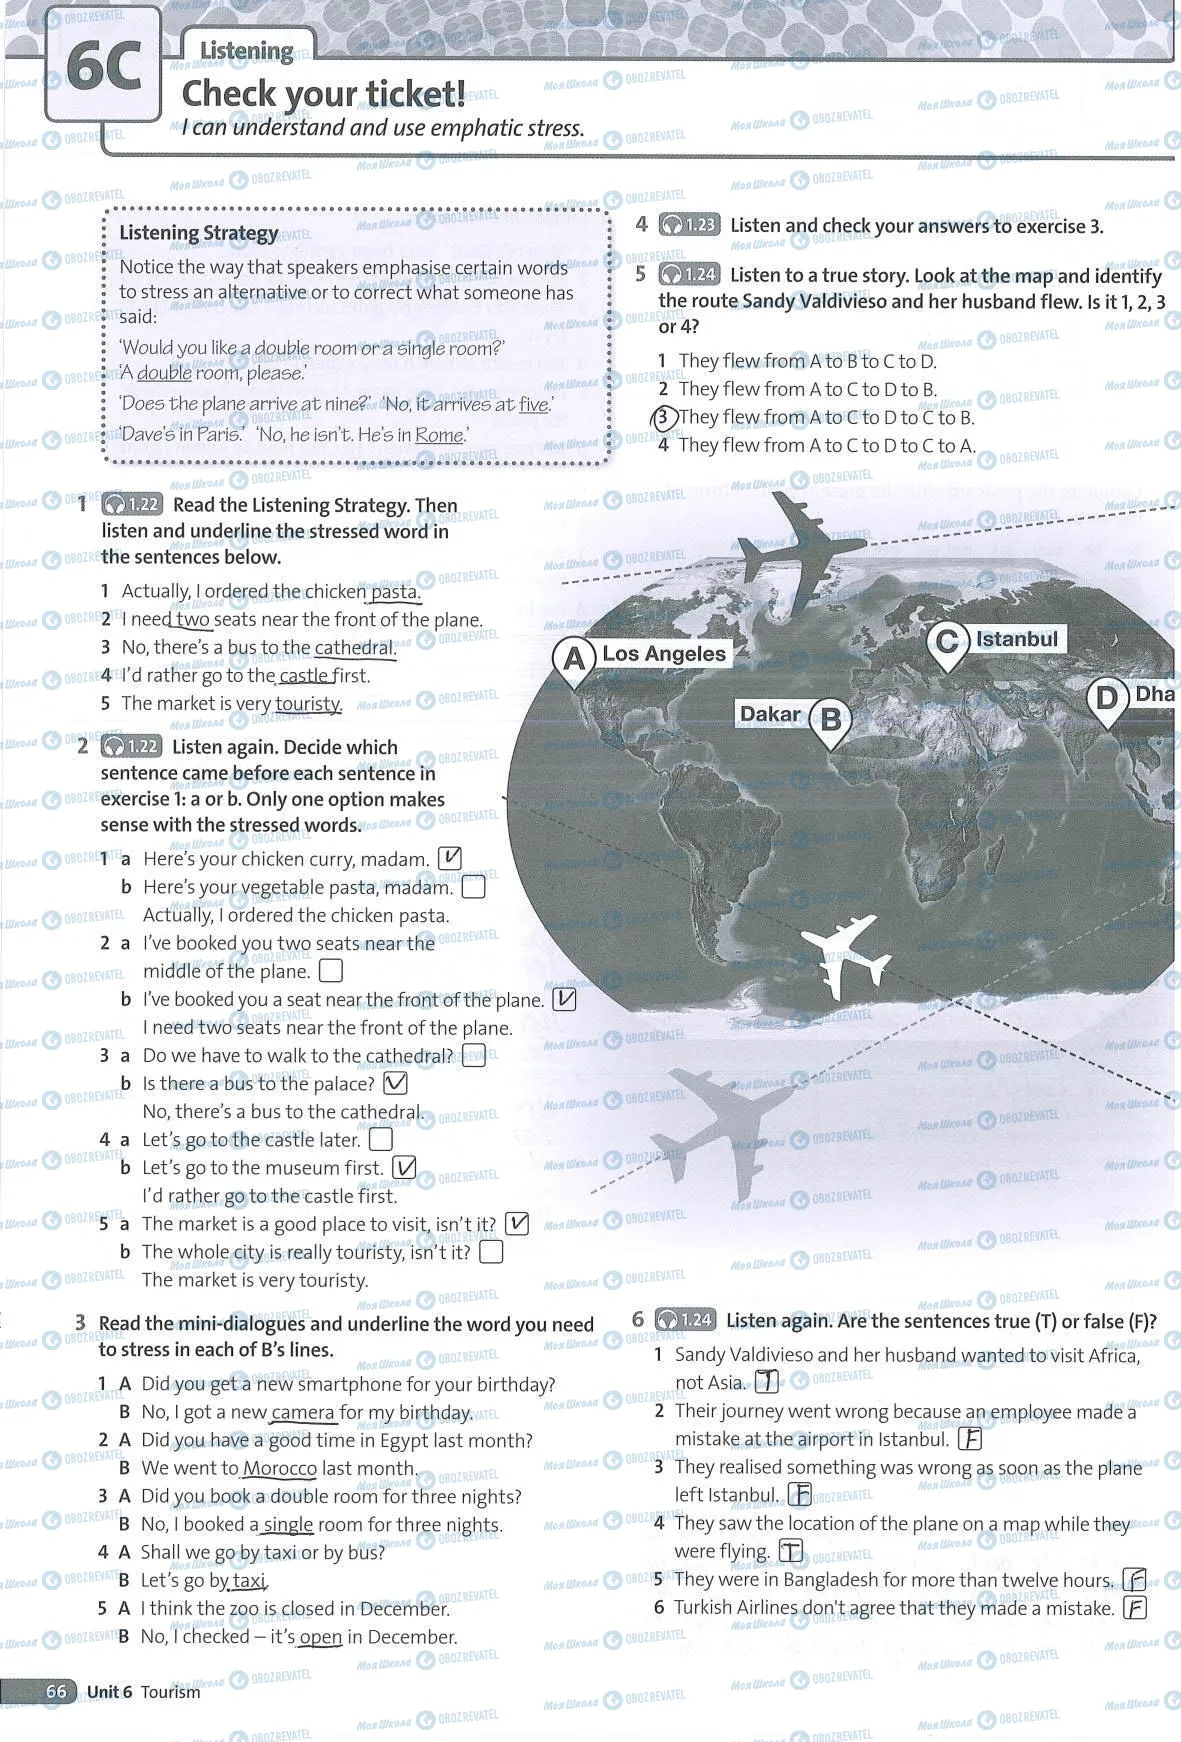 6C
Listening
Check your ticket!
I can understand and use emphatic stress.
Listening Strategy
Notice the way that speakers emphasise certain words
to stress an alternative or to correct what someone has
said:
'Would you like a double room or a single room?'
'A double room, please.'
'Does the plane arrive at nine?' 'No, it arrives at five.'
'Dave's in Paris.' 'No, he isn't. He's in Rome.'
1 1.22 Read the Listening Strategy. Then
listen and underline the stressed word in
the sentences below.
1 Actually, I ordered the chicken pasta.
2 I need two seats near the front of the plane.
3 No, there's a bus to the cathedral.
4 I'd rather go to the castle first.
5 The market is very touristy.
2 1.22 Listen again. Decide which
sentence came before each sentence in
exercise 1: a or b. Only one option makes
sense with the stressed words.
1 a Here's your chicken curry, madam. V
b Here's your vegetable pasta, madam.
Actually, I ordered the chicken pasta.
2 a I've booked you two seats near the
middle of the plane.
b I've booked you a seat near the front of the plane. V
I need two seats near the front of the plane.
3 a Do we have to walk to the cathedral?
b Is there a bus to the palace? V
No, there's a bus to the cathedral.
4 a Let's go to the castle later.
b Let's go to the museum first. V
I'd rather go to the castle first.
5 a The market is a good place to visit, isn't it? V
b The whole city is really touristy, isn't it?
The market is very touristy.
3 Read the mini-dialogues and underline the word you need
to stress in each of B's lines.
1 A Did you get a new smartphone for your birthday?
B No, I got a new camera for my birthday.
2 A Did you have a good time in Egypt last month?
B We went to Morocco last month.
3 A Did you book a double room for three nights?
B No, I booked a single room for three nights.
4 A Shall we go by taxi or by bus?
B Let's go by taxi.
5 A I think the zoo is closed in December.
B No, I checked – it's open in December.
4 1.23 Listen and check your answers to exercise 3.
5 1.24 Listen to a true story. Look at the map and identify
the route Sandy Valdivieso and her husband flew. Is it 1, 2, 3
or 4?
1 They flew from A to B to C to D.
2 They flew from A to C to D to B.
3 They flew from A to C to D to C to B.
4 They flew from A to C to D to C to A.
A Los Angeles
C Istanbul
Dakar B
D Dha
6 1.24 Listen again. Are the sentences true (T) or false (F)?
1 Sandy Valdivieso and her husband wanted to visit Africa,
not Asia. T
2 Their journey went wrong because an employee made a
mistake at the airport in Istanbul. F
3 They realised something was wrong as soon as the plane
left Istanbul. F
4 They saw the location of the plane on a map while they
were flying. T
5 They were in Bangladesh for more than twelve hours. F
6 Turkish Airlines don't agree that they made a mistake. F
66 Unit 6 Tourism
МояШкола OBOZREVATEL